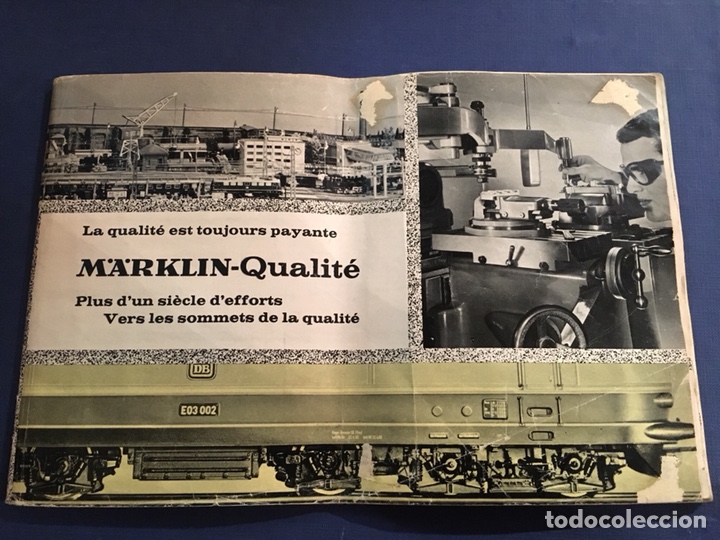 La qualité est toujours payante
MÄRKLIN-Qualité
Plus d'un siècle d'efforts
Vers les sommets de la qualité
DB
E03 002
todocoleccion.net